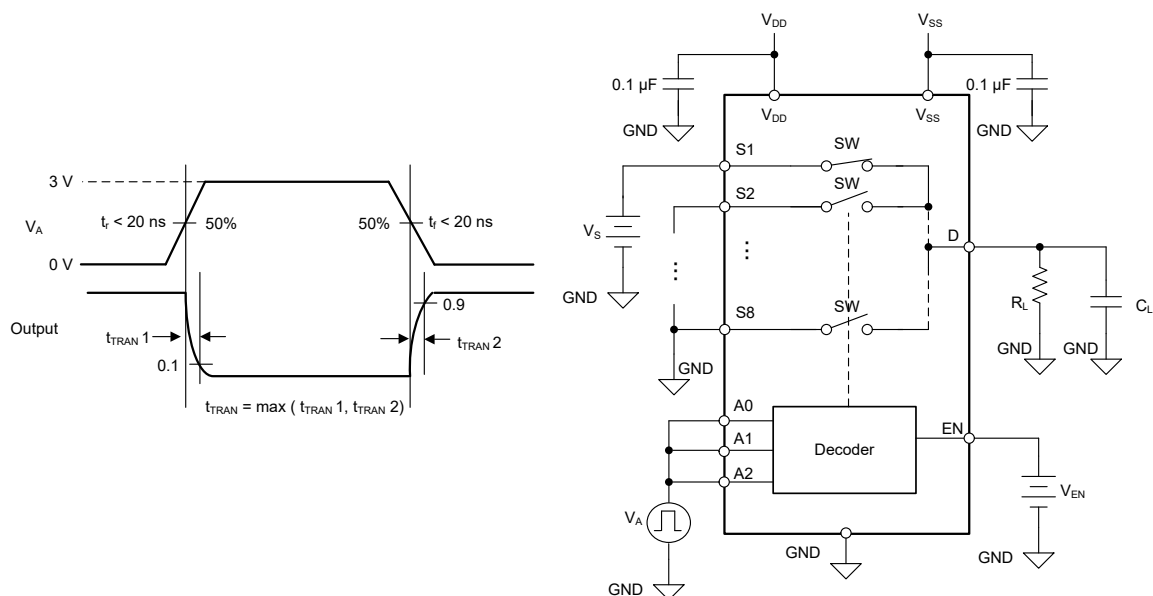 3 V
V_A
0 V
t_r < 20 ns
50%
50%
t_f < 20 ns
Output
t_TRAN 1
0.1
0.9
t_TRAN 2
t_TRAN = max ( t_TRAN 1, t_TRAN 2)
V_DD
V_SS
0.1 µF
0.1 µF
GND
GND
V_DD
V_SS
S1
SW
S2
SW
V_S
...
...
GND
S8
SW
GND
D
R_L
C_L
GND
GND
A0
A1
A2
Decoder
EN
V_A
V_EN
GND
GND
GND